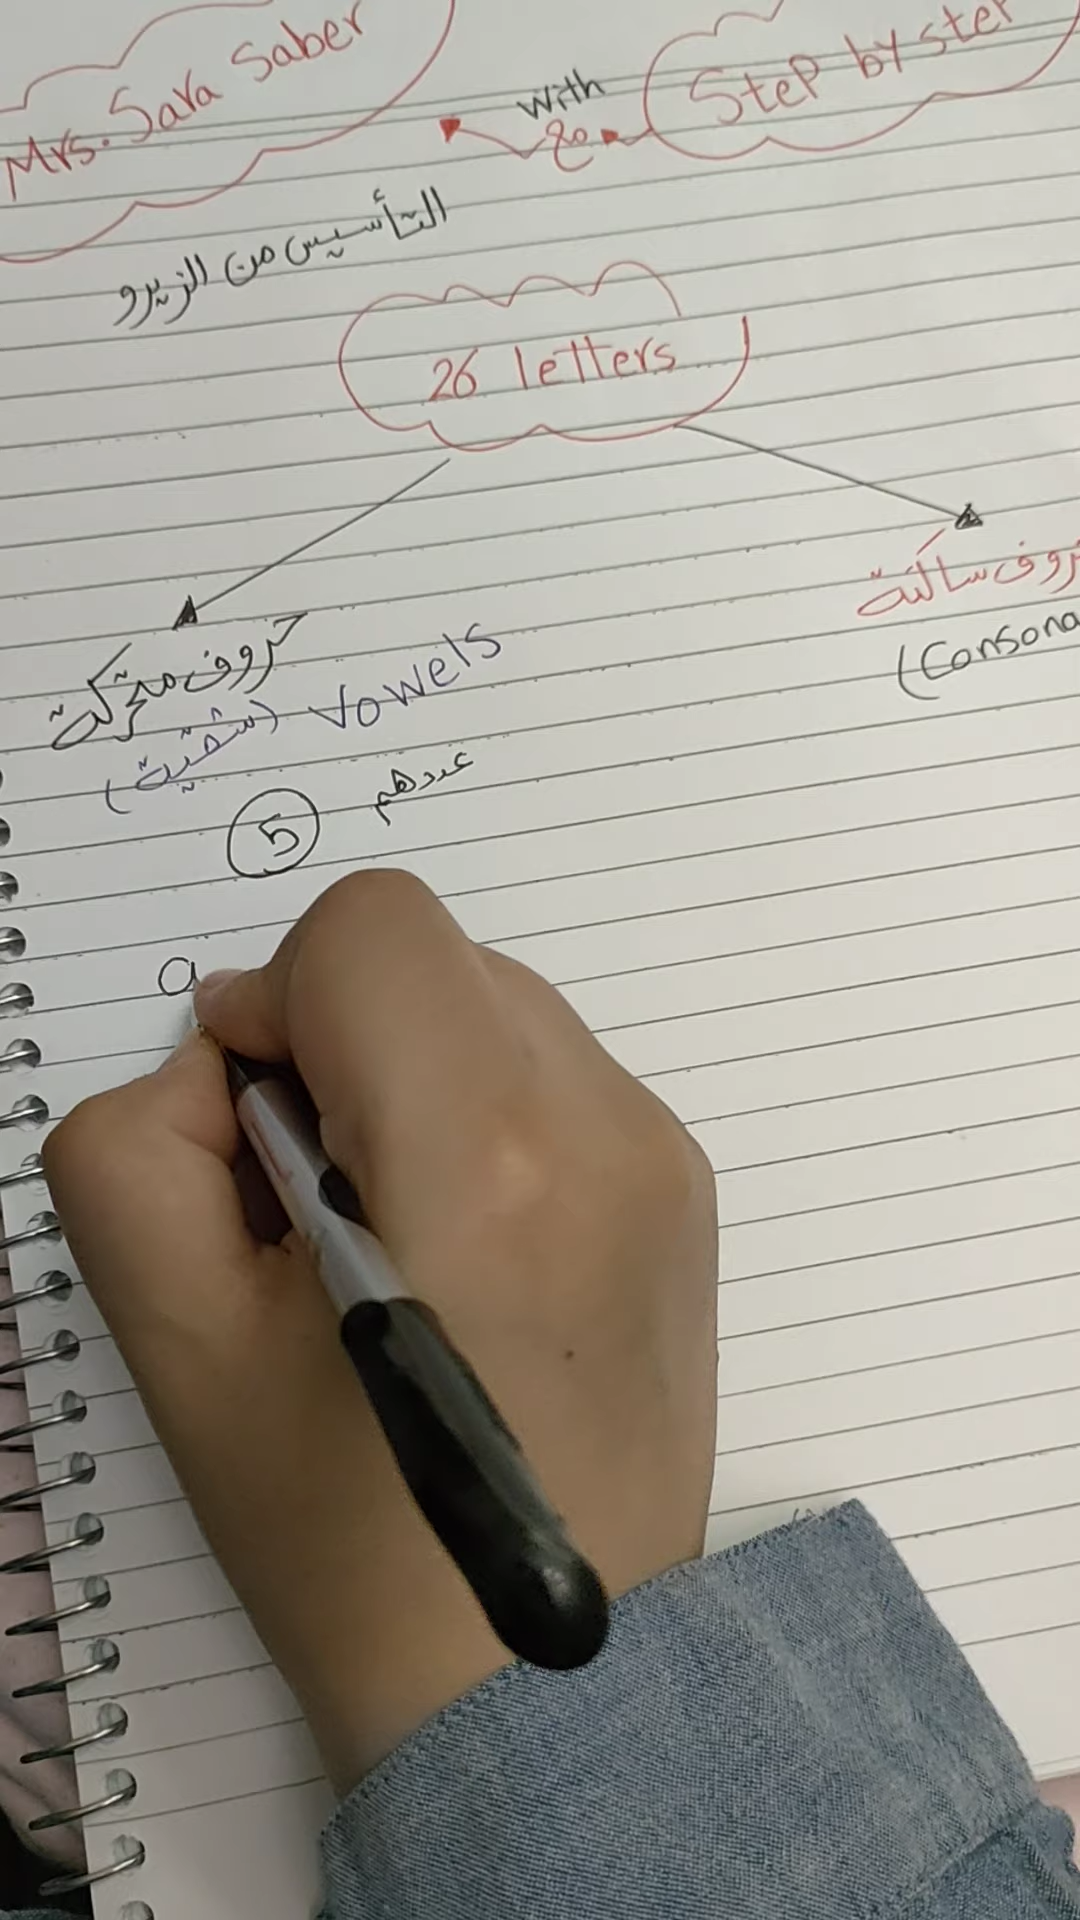 Mrs. Sara Saber
With
مع
Step by step
التأسيس من الزيرو
26 letters
حروف متحركة
(شفية) Vowels
عددهم 5
حروف ساكنة
(Consona
a